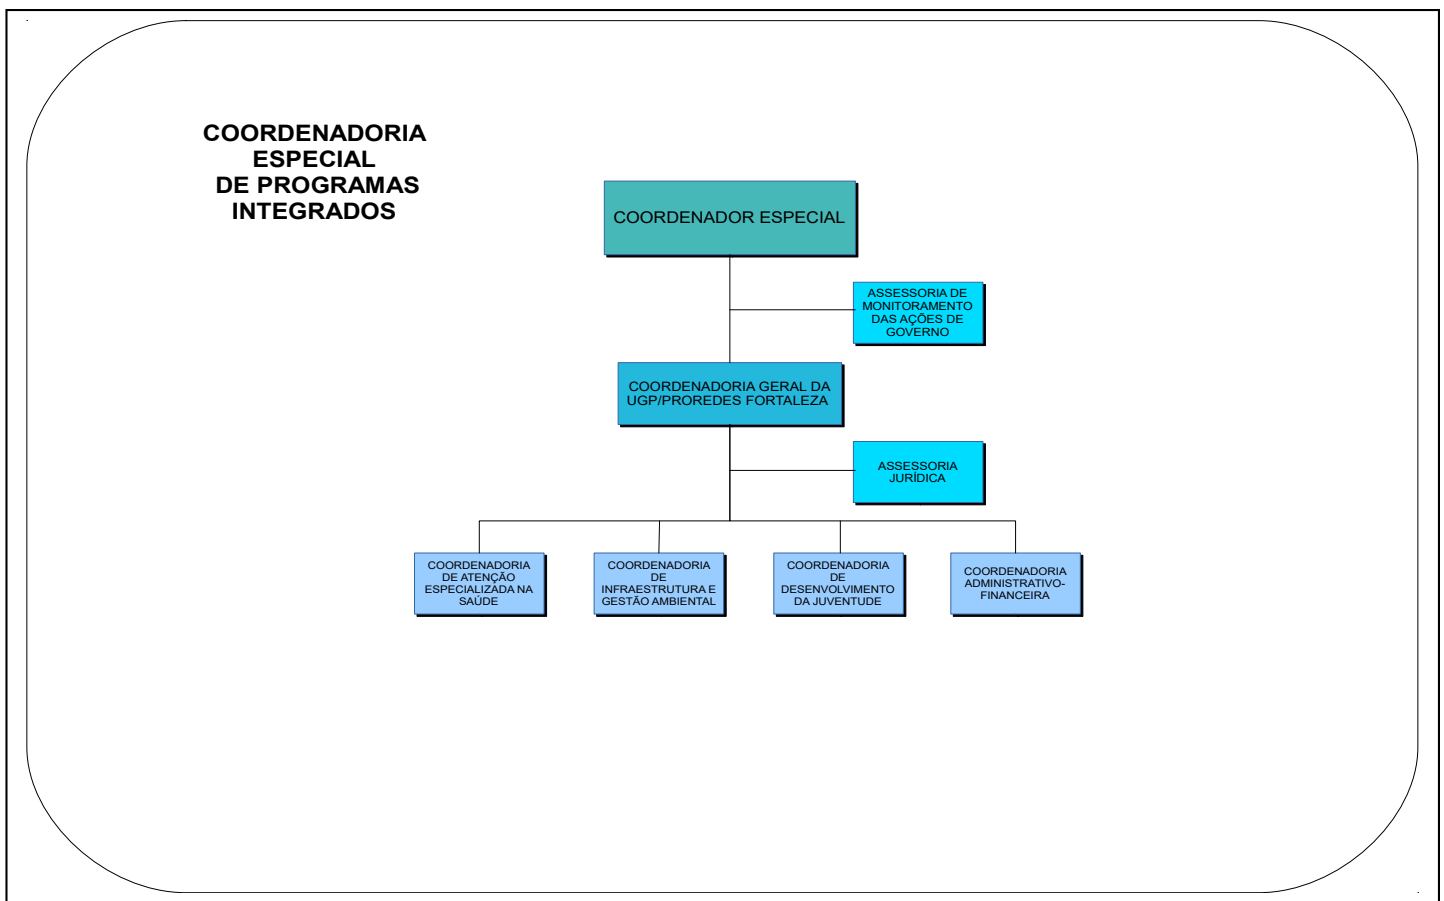 COORDENADORIA
ESPECIAL
DE PROGRAMAS
INTEGRADOS
COORDENADOR ESPECIAL
ASSESSORIA DE
MONITORAMENTO
DAS AÇÕES DE
GOVERNO
COORDENADORIA GERAL DA
UGP/PROREDES FORTALEZA
ASSESSORIA
JURÍDICA
COORDENADORIA
DE ATENÇÃO
ESPECIALIZADA NA
SAÚDE
COORDENADORIA
DE
INFRAESTRUTURA E
GESTÃO AMBIENTAL
COORDENADORIA
DE
DESENVOLVIMENTO
DA JUVENTUDE
COORDENADORIA
ADMINISTRATIVO-
FINANCEIRA